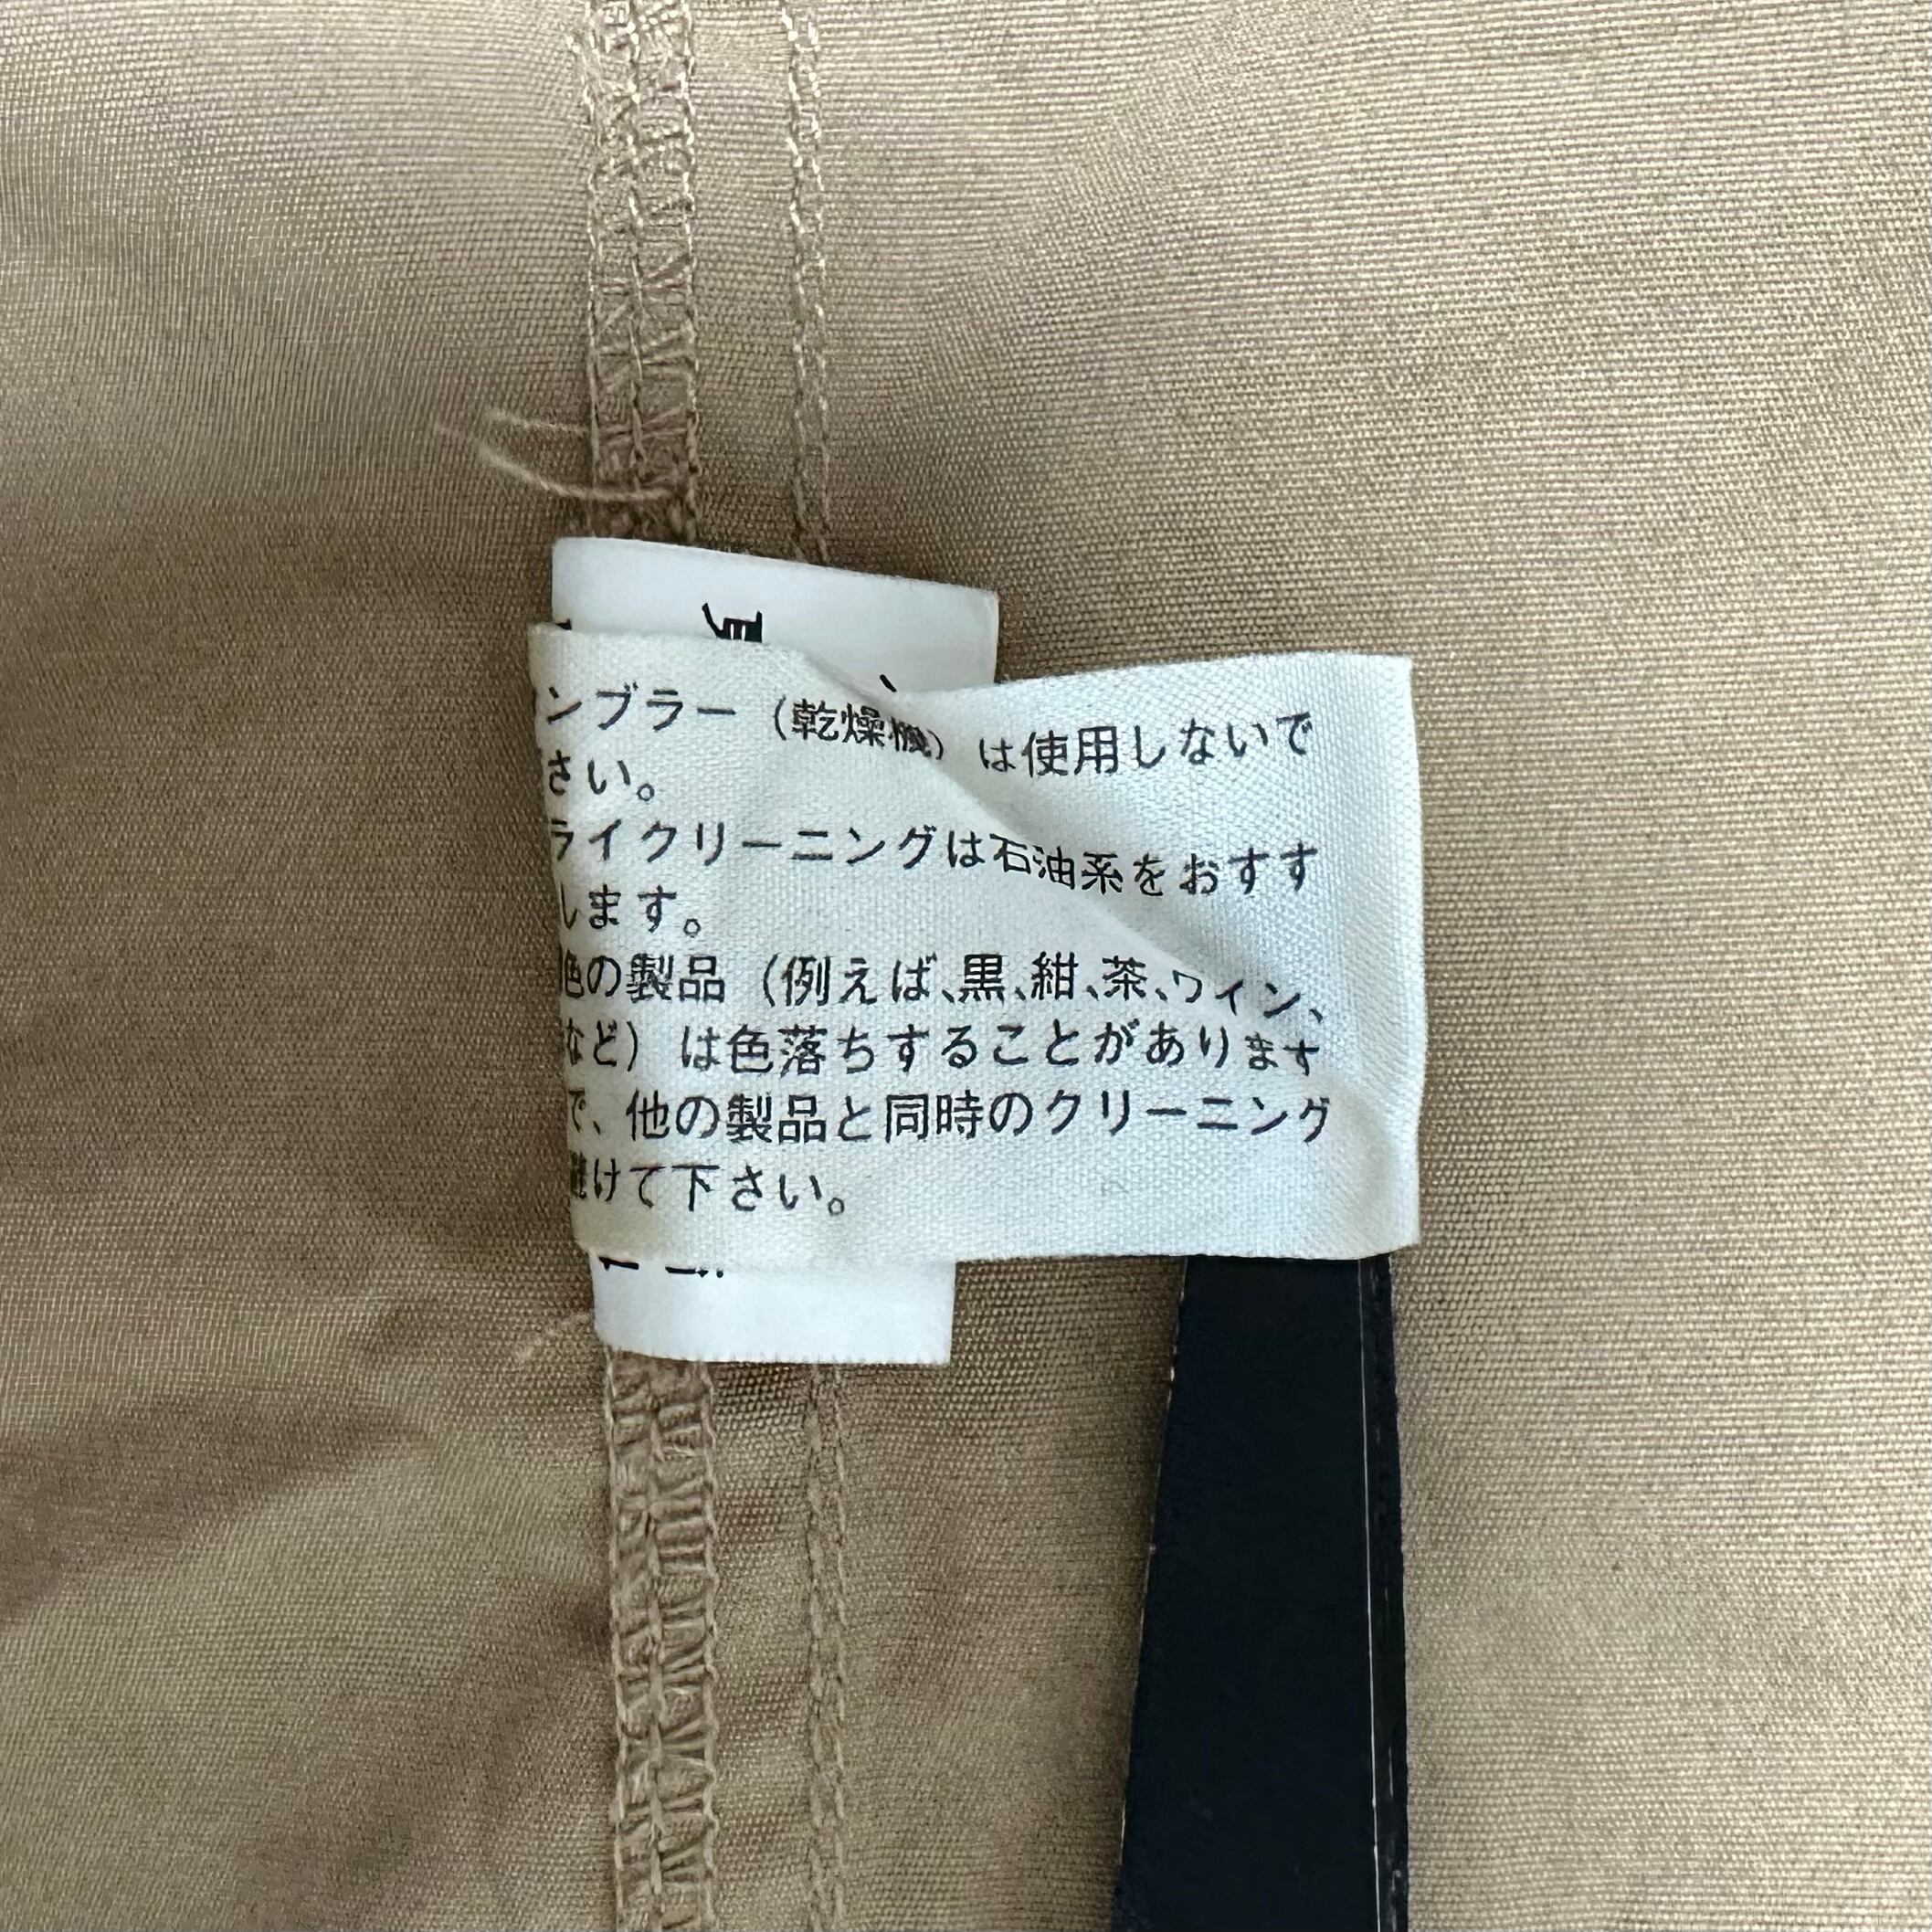 ンブラー（乾燥機）は使用しないで
さい。
ライクリーニングは石油系をおすす
します。
色の製品（例えば、黒、紺、茶、ワイン、
など）は色落ちすることがあります
で、他の製品と同時のクリーニング
避けて下さい。